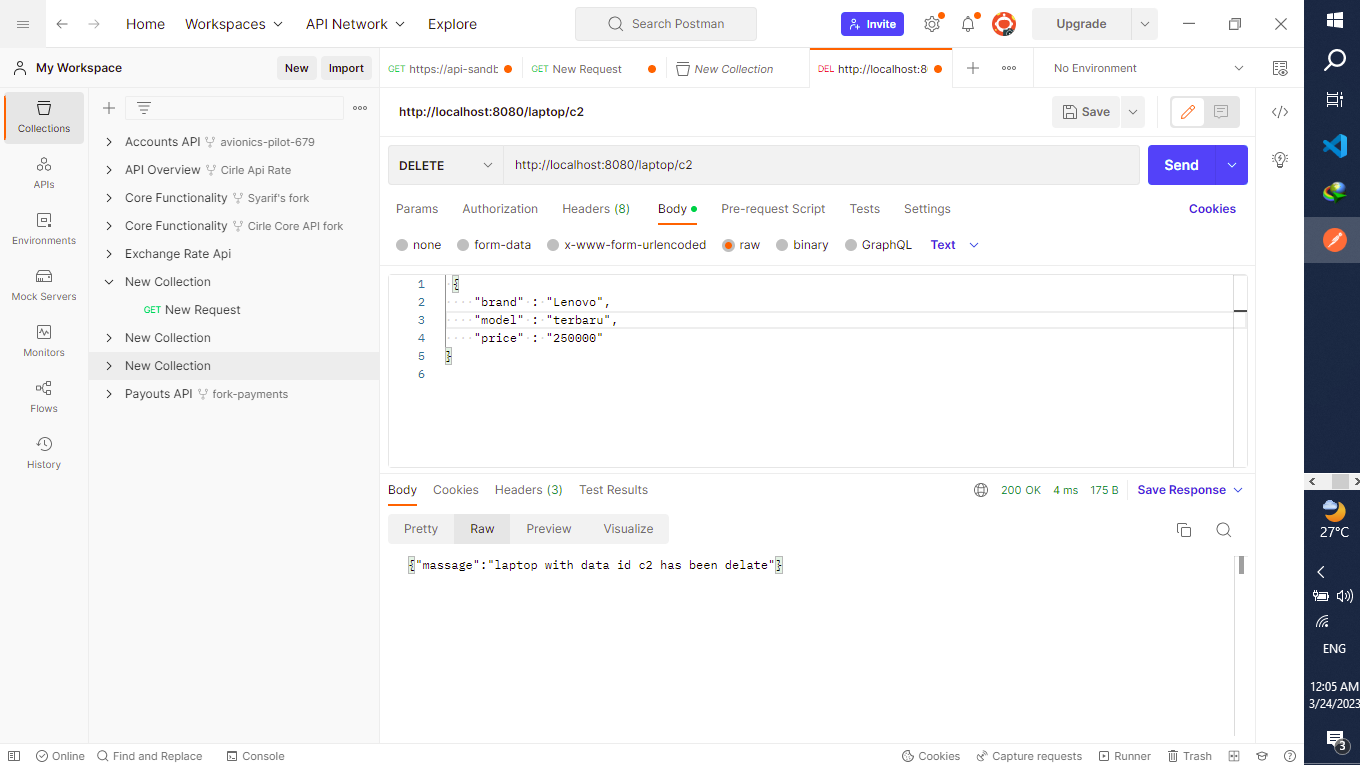 Home Workspaces API Network Explore Search Postman Invite Upgrade
My Workspace New Import
GET https://api-sandb GET New Request New Collection DEL http://localhost:8 No Environment
Collections
APIs
Environments
Mock Servers
Monitors
Flows
History
Accounts API avionics-pilot-679
API Overview Cirle Api Rate
Core Functionality Syarif's fork
Core Functionality Cirle Core API fork
Exchange Rate Api
New Collection
GET New Request
New Collection
New Collection
Payouts API fork-payments
http://localhost:8080/laptop/c2 Save
DELETE http://localhost:8080/laptop/c2 Send
Params Authorization Headers (8) Body Pre-request Script Tests Settings Cookies
none form-data x-www-form-urlencoded raw binary GraphQL Text
1 {
2 "brand" : "Lenovo",
3 "model" : "terbaru",
4 "price" : "250000"
5 }
6
Body Cookies Headers (3) Test Results 200 OK 4 ms 175 B Save Response
Pretty Raw Preview Visualize
{"massage":"laptop with data id c2 has been delate"}
Online Find and Replace Console Cookies Capture requests Runner Trash
27°C
ENG
12:05 AM
3/24/2023
3